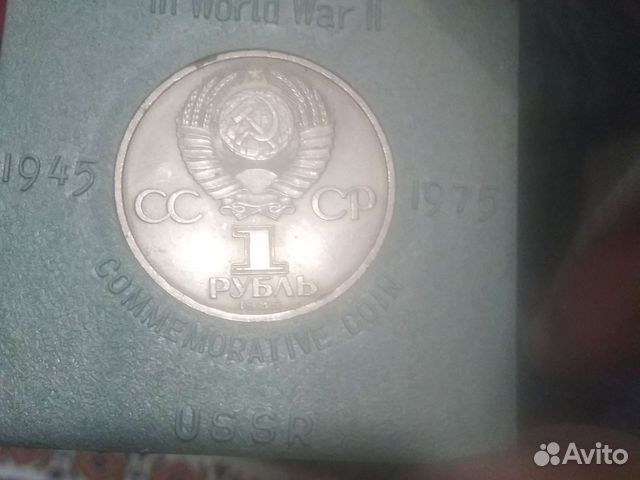 in World War II
1945
1975
СС СР
1
РУБЛЬ
COMMEMORATIVE COIN
USSR
Avito